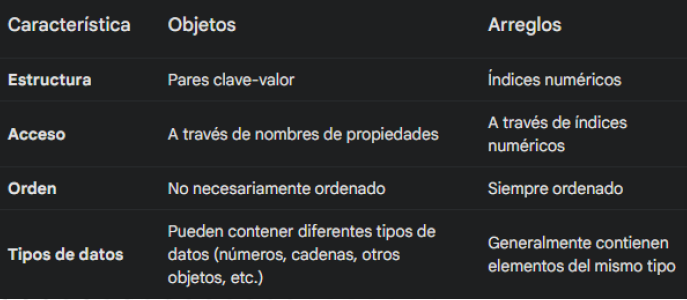 Característica Objetos Arreglos
Estructura Pares clave-valor Índices numéricos
Acceso A través de nombres de propiedades A través de índices
numéricos
Orden No necesariamente ordenado Siempre ordenado
Tipos de datos Pueden contener diferentes tipos de
datos (números, cadenas, otros
objetos, etc.) Generalmente contienen
elementos del mismo tipo